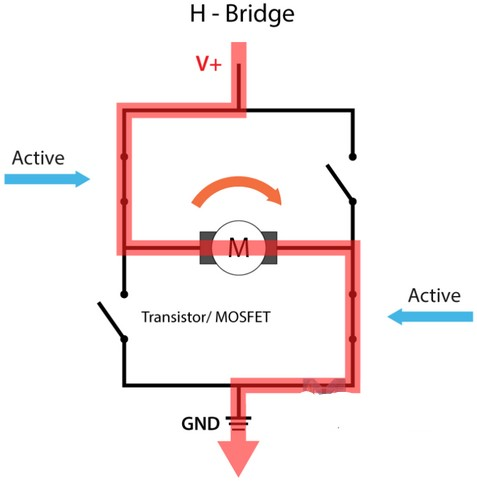 H - Bridge
V+
Active
M
Active
Transistor/ MOSFET
GND